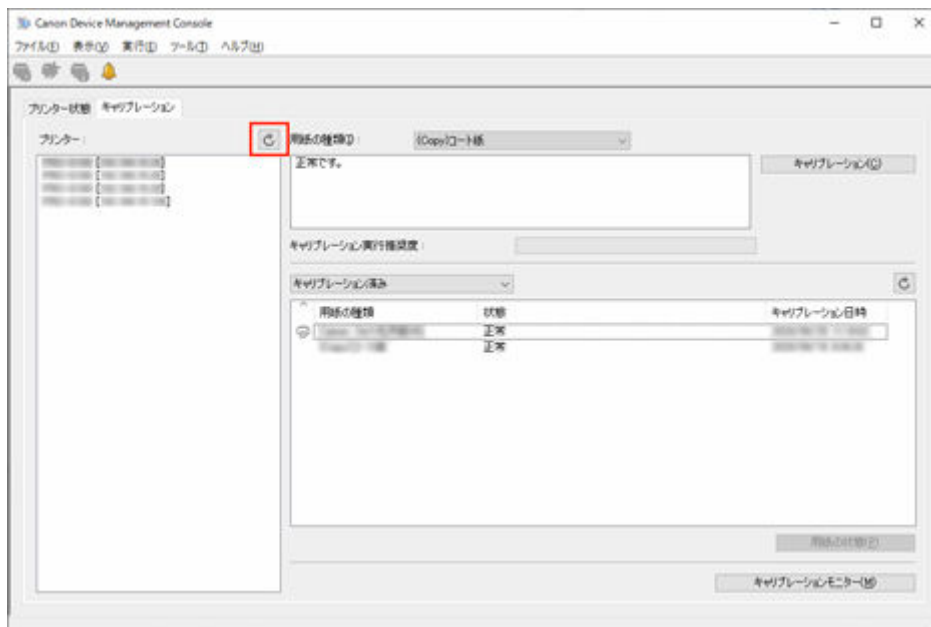 Canon Device Management Console
ファイル(F) 表示(V) 実行(E) ツール(T) ヘルプ(H)
プリンター状態 キャリブレーション
プリンター:
用紙の種類(I): (Copy)コート紙
正常です。
キャリブレーション(C)
キャリブレーション実行推奨度:
キャリブレーション済み
用紙の種類 状態 キャリブレーション日時
正常
正常
用紙の状態(P)
キャリブレーションモニター(M)